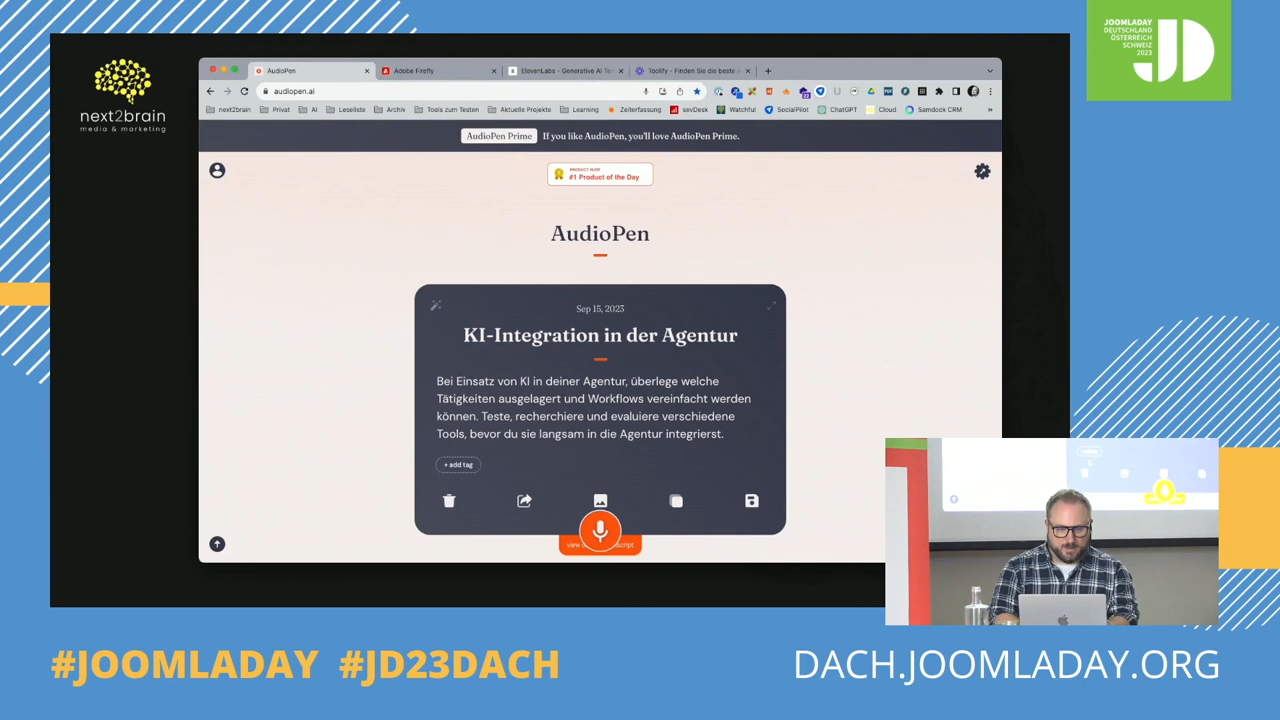 JOOMLADAY
DEUTSCHLAND
ÖSTERREICH
SCHWEIZ
2023
JD
next2brain
media & marketing
AudioPen
Adobe Firefly
ElevenLabs - Generative AI Te
Toolify - Finden Sie die beste
audiopen.ai
next2brain
Privat
AI
Leseliste
Archiv
Tools zum Testen
Aktuelle Projekte
Learning
Zeiterfassung
sevDesk
Watchful
SocialPilot
ChatGPT
Cloud
Samdock CRM
»
AudioPen Prime If you like AudioPen, you'll love AudioPen Prime.
PRODUCT HUNT
#1 Product of the Day
AudioPen
Sep 15, 2023
KI-Integration in der Agentur
Bei Einsatz von KI in deiner Agentur, überlege welche
Tätigkeiten ausgelagert und Workflows vereinfacht werden
können. Teste, recherchiere und evaluiere verschiedene
Tools, bevor du sie langsam in die Agentur integrierst.
+ add tag
view
#JOOMLADAY #JD23DACH
DACH.JOOMLADAY.ORG